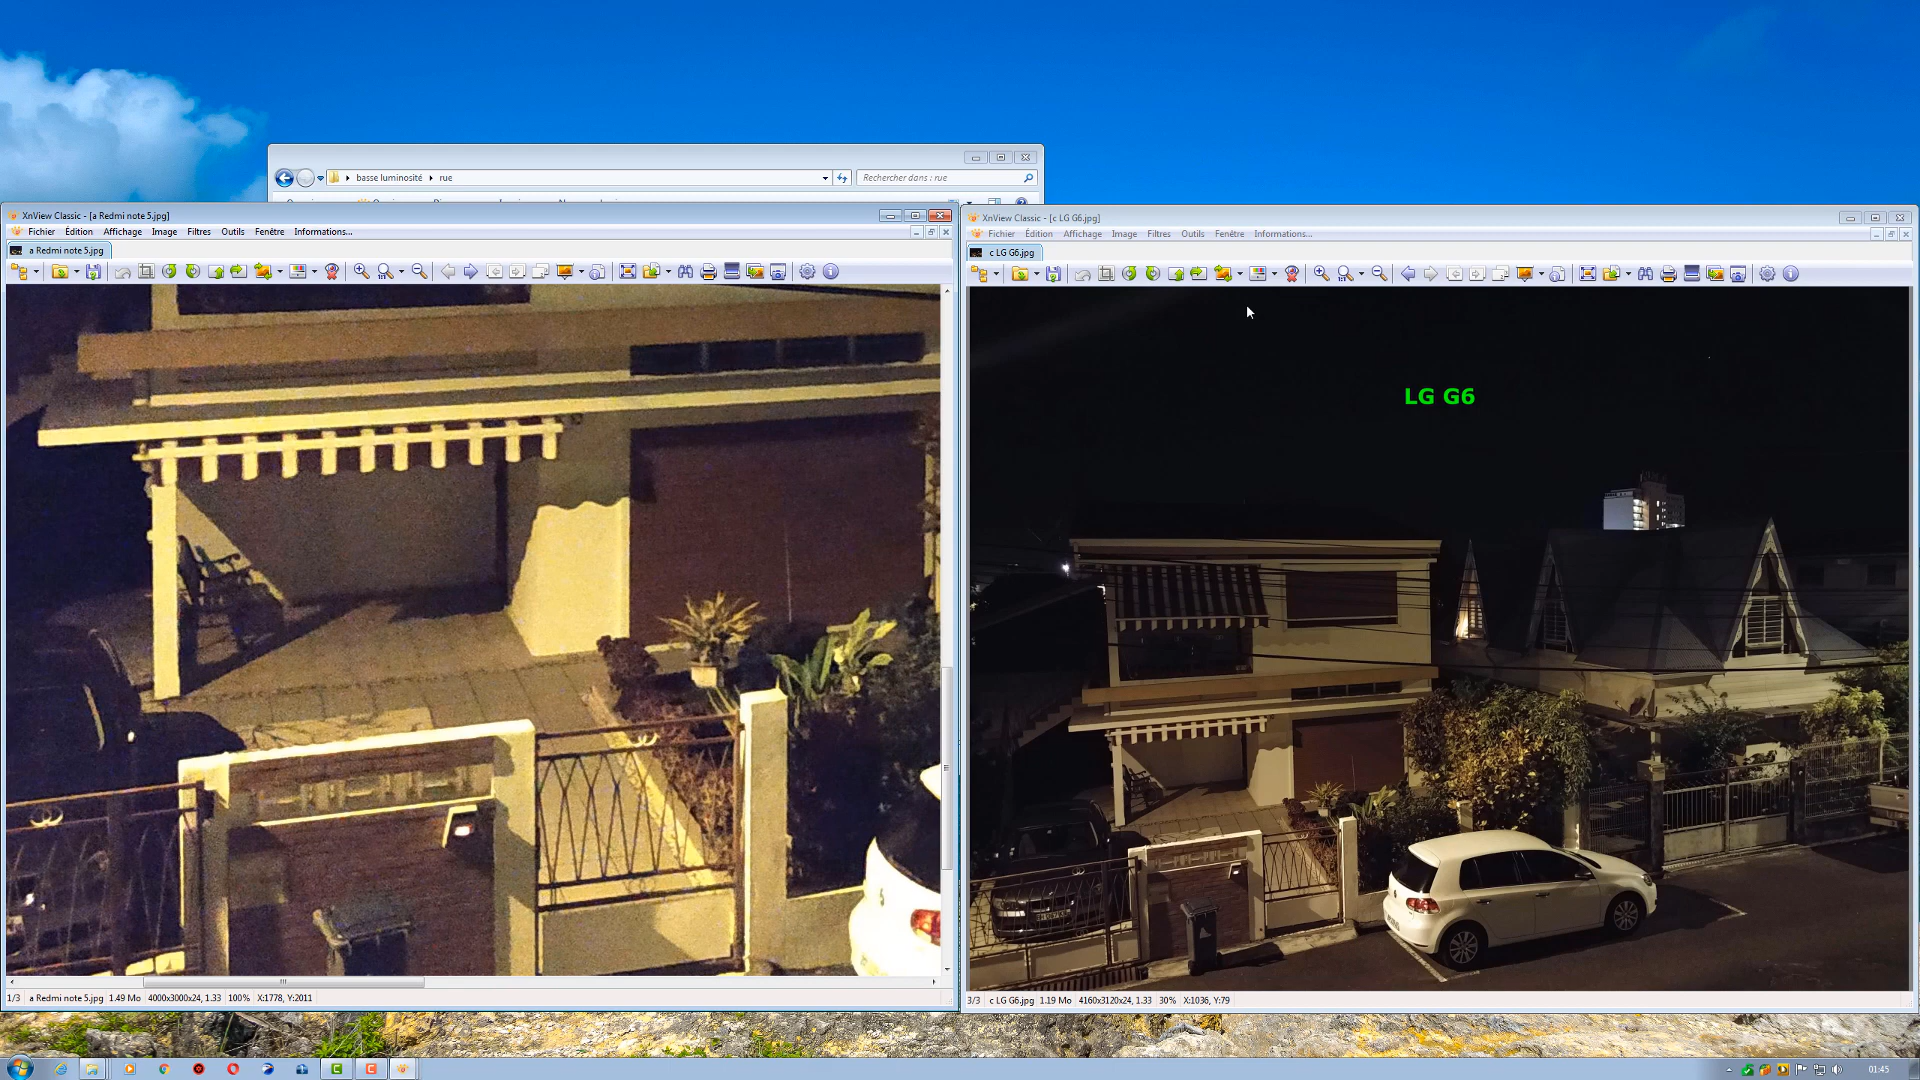 basse luminosité rue
Rechercher dans : rue
XnView Classic - [a Redmi note 5.jpg]
Fichier Édition Affichage Image Filtres Outils Fenêtre Informations...
a Redmi note 5.jpg
1/3 a Redmi note 5.jpg 1.49 Mo 4000x3000x24, 1.33 100% X:1778, Y:2011
XnView Classic - [c LG G6.jpg]
Fichier Édition Affichage Image Filtres Outils Fenêtre Informations...
c LG G6.jpg
LG G6
3/3 c LG G6.jpg 1.19 Mo 4160x3120x24, 1.33 30% X:1036, Y:79
01:45